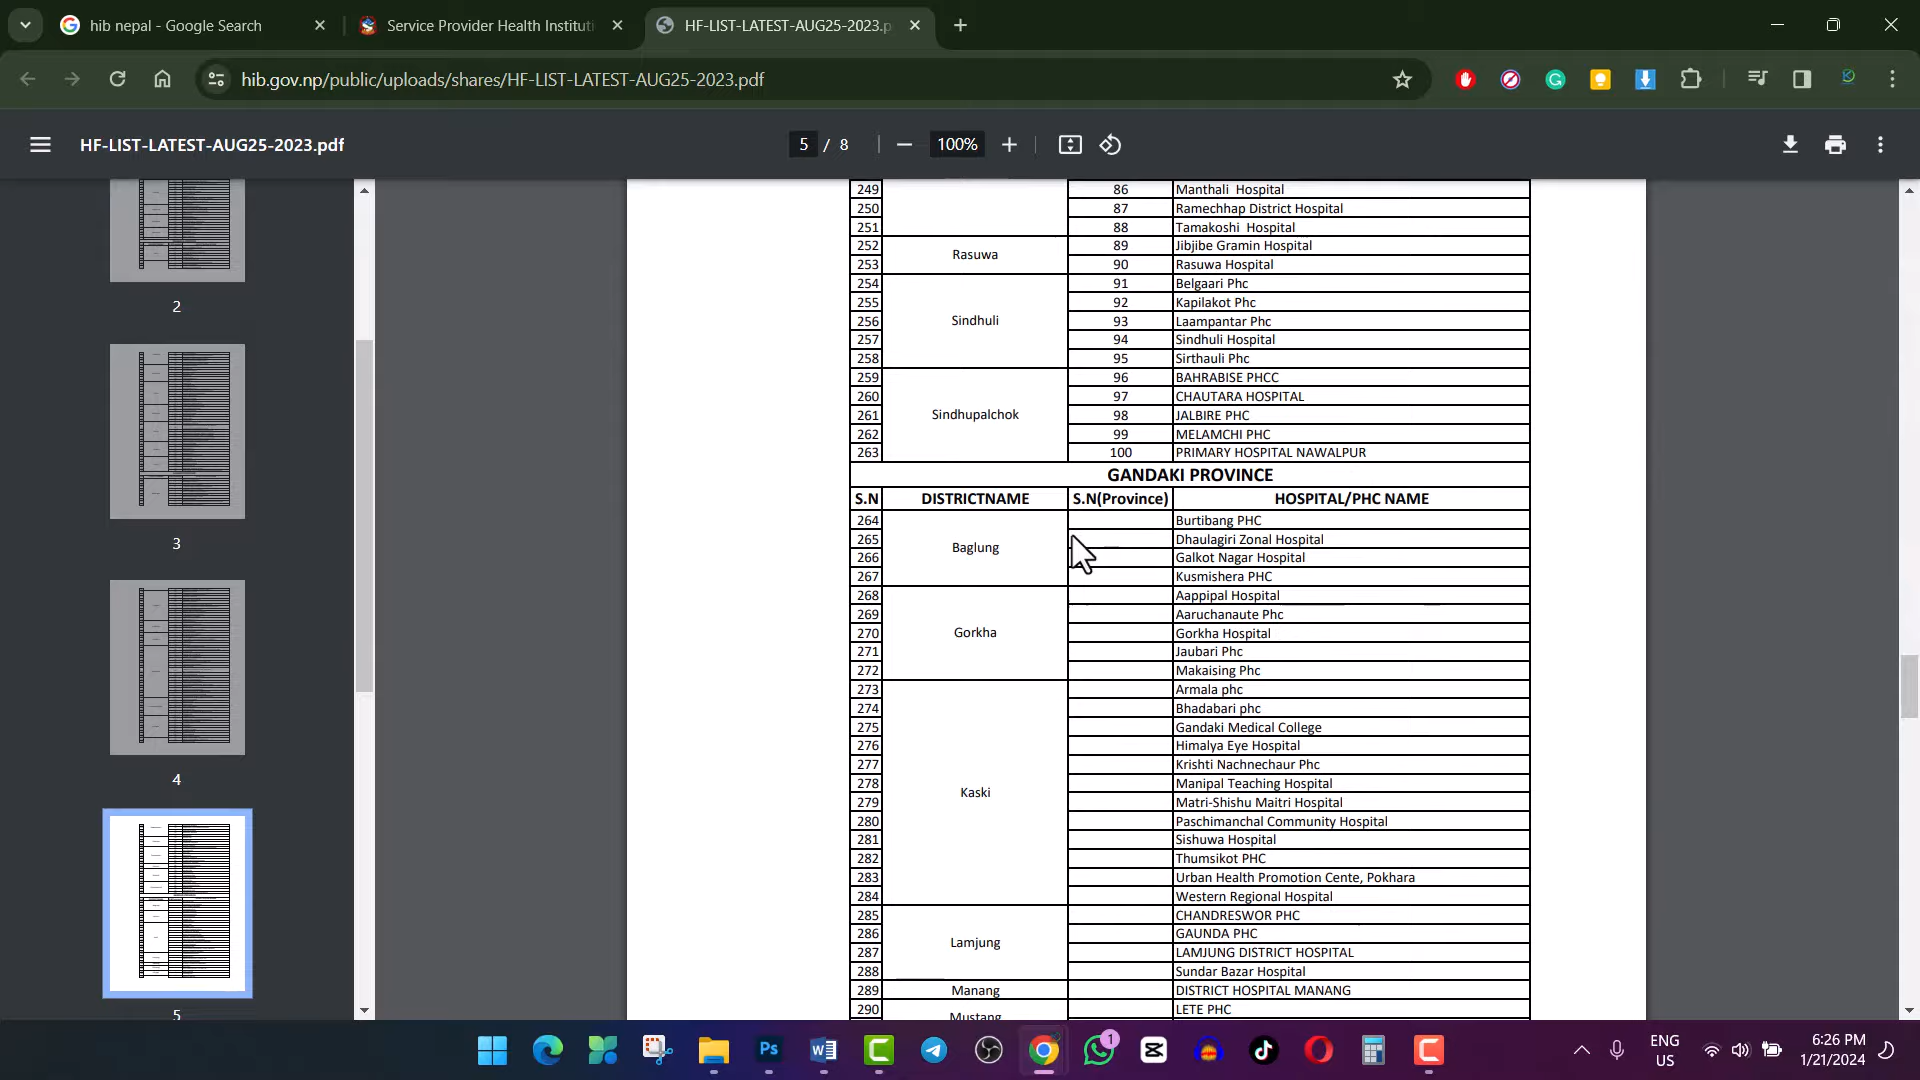 hib nepal - Google Search
Service Provider Health Instituti
HF-LIST-LATEST-AUG25-2023.p
hib.gov.np/public/uploads/shares/HF-LIST-LATEST-AUG25-2023.pdf
HF-LIST-LATEST-AUG25-2023.pdf
5 / 8
100%
2
3
4
5
249 86 Manthali Hospital
250 87 Ramechhap District Hospital
251 88 Tamakoshi Hospital
252 Rasuwa 89 Jibjibe Gramin Hospital
253 90 Rasuwa Hospital
254 Sindhuli 91 Belgaari Phc
255 92 Kapilakot Phc
256 93 Laampantar Phc
257 94 Sindhuli Hospital
258 95 Sirthauli Phc
259 Sindhupalchok 96 BAHRABISE PHCC
260 97 CHAUTARA HOSPITAL
261 98 JALBIRE PHC
262 99 MELAMCHI PHC
263 100 PRIMARY HOSPITAL NAWALPUR
GANDAKI PROVINCE
S.N DISTRICTNAME S.N(Province) HOSPITAL/PHC NAME
264 Baglung Burtibang PHC
265 Dhaulagiri Zonal Hospital
266 Galkot Nagar Hospital
267 Kusmishera PHC
268 Gorkha Aappipal Hospital
269 Aaruchanaute Phc
270 Gorkha Hospital
271 Jaubari Phc
272 Makaising Phc
273 Kaski Armala phc
274 Bhadabari phc
275 Gandaki Medical College
276 Himalya Eye Hospital
277 Krishti Nachnechaur Phc
278 Manipal Teaching Hospital
279 Matri-Shishu Maitri Hospital
280 Paschimanchal Community Hospital
281 Sishuwa Hospital
282 Thumsikot PHC
283 Urban Health Promotion Cente, Pokhara
284 Western Regional Hospital
285 Lamjung CHANDRESWOR PHC
286 GAUNDA PHC
287 LAMJUNG DISTRICT HOSPITAL
288 Sundar Bazar Hospital
289 Manang DISTRICT HOSPITAL MANANG
290 Mustang LETE PHC
Ps
1
ENG
US
6:26 PM
1/21/2024